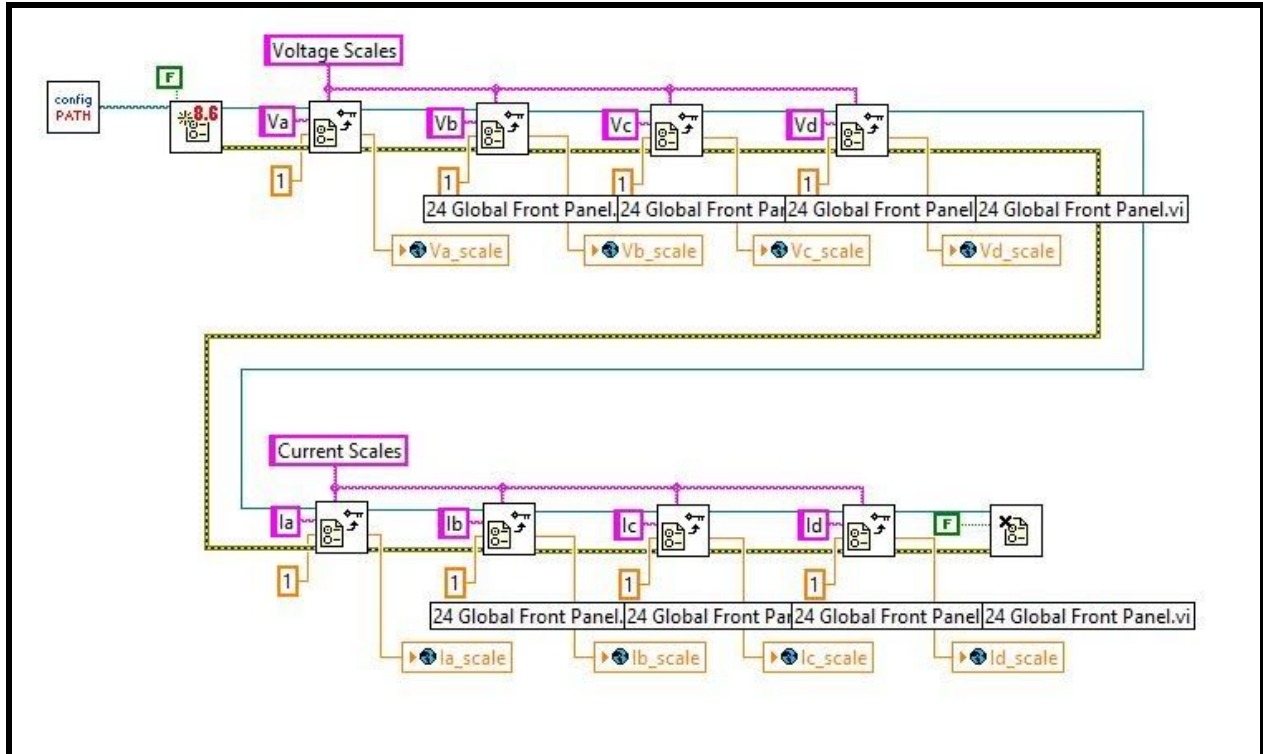 Voltage Scales
config
PATH
F
8.6
Va
Vb
Vc
Vd
1
1
1
1
24 Global Front Panel.
24 Global Front Par
24 Global Front Panel
24 Global Front Panel.vi
Va_scale
Vb_scale
Vc_scale
Vd_scale
Current Scales
Ia
Ib
Ic
Id
F
1
1
1
1
24 Global Front Panel.
24 Global Front Par
24 Global Front Panel
24 Global Front Panel.vi
Ia_scale
Ib_scale
Ic_scale
Id_scale